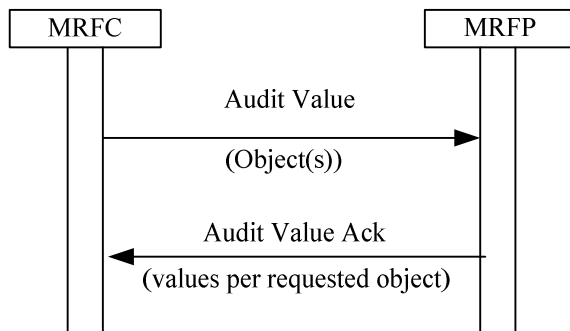 MRFC
MRFP
Audit Value
(Object(s))
Audit Value Ack
(values per requested object)